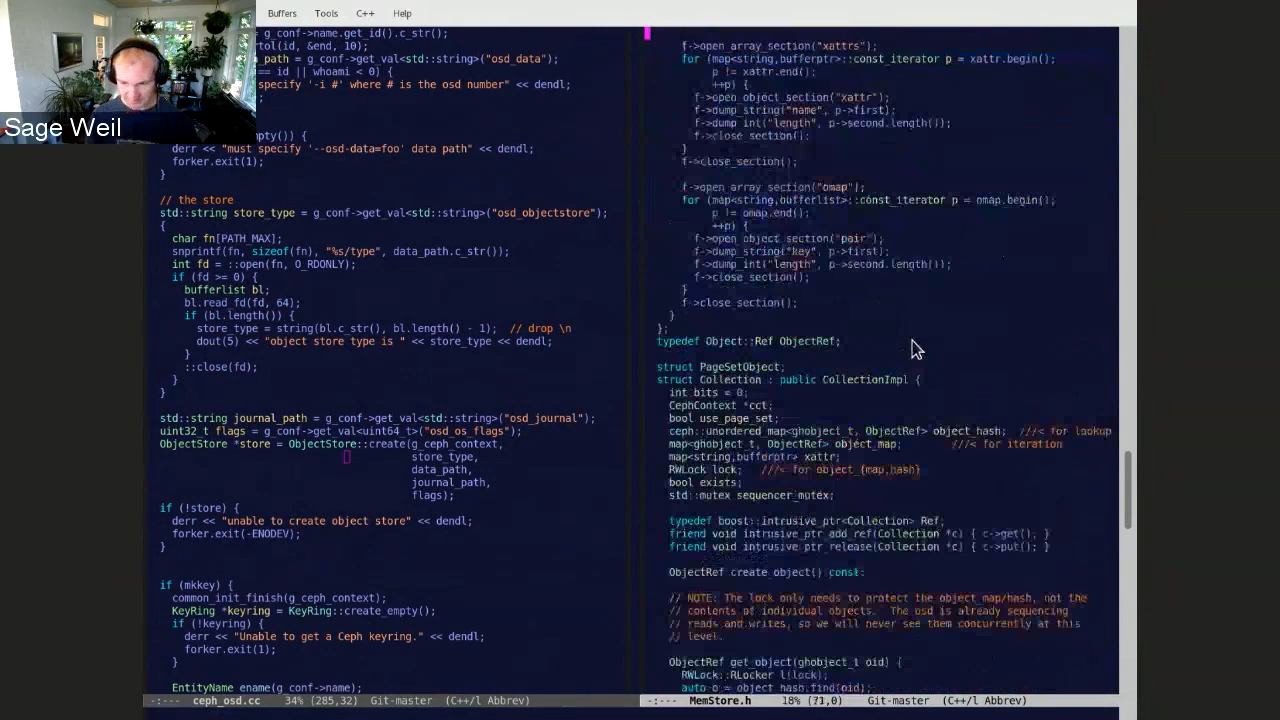 Buffers Tools C++ Help
Sage Weil
= g_conf->name.get_id().c_str();
rtol(id, &end, 10);
path = g_conf->get_val<std::string>("osd_data");
== id || whoami < 0) {
specify '-i #' where # is the osd number" << dendl;
;
mpty()) {
derr << "must specify '--osd-data=foo' data path" << dendl;
forker.exit(1);
}
// the store
std::string store_type = g_conf->get_val<std::string>("osd_objectstore");
{
char fn[PATH_MAX];
snprintf(fn, sizeof(fn), "%s/type", data_path.c_str());
int fd = ::open(fn, O_RDONLY);
if (fd >= 0) {
bufferlist bl;
bl.read_fd(fd, 64);
if (bl.length()) {
store_type = string(bl.c_str(), bl.length() - 1);  // drop \n
dout(5) << "object store type is " << store_type << dendl;
}
::close(fd);
}
}
std::string journal_path = g_conf->get_val<std::string>("osd_journal");
uint32_t flags = g_conf->get_val<uint64_t>("osd_os_flags");
ObjectStore *store = ObjectStore::create(g_ceph_context,
store_type,
data_path,
journal_path,
flags);
if (!store) {
derr << "unable to create object store" << dendl;
forker.exit(-ENODEV);
}
if (mkkey) {
common_init_finish(g_ceph_context);
KeyRing *keyring = KeyRing::create_empty();
if (!keyring) {
derr << "Unable to get a Ceph keyring." << dendl;
forker.exit(1);
}
EntityName ename(g_conf->name);
-:--- ceph_osd.cc 34% (285,32) Git-master (C++/l Abbrev)
f->open_array_section("xattrs");
for (map<string,bufferptr>::const_iterator p = xattr.begin();
p != xattr.end();
++p) {
f->open_object_section("xattr");
f->dump_string("name", p->first);
f->dump_int("length", p->second.length());
f->close_section();
}
f->close_section();
f->open_array_section("omap");
for (map<string,bufferlist>::const_iterator p = omap.begin();
p != omap.end();
++p) {
f->open_object_section("pair");
f->dump_string("key", p->first);
f->dump_int("length", p->second.length());
f->close_section();
}
f->close_section();
}
};
typedef Object::Ref ObjectRef;
struct PageSetObject;
struct Collection : public CollectionImpl {
int bits = 0;
CephContext *cct;
bool use_page_set;
ceph::unordered_map<ghobject_t, ObjectRef> object_hash;  ///< for lookup
map<ghobject_t, ObjectRef> object_map;        ///< for iteration
map<string,bufferptr> xattr;
RWLock lock;   ///< for object_{map,hash}
bool exists;
std::mutex sequencer_mutex;
typedef boost::intrusive_ptr<Collection> Ref;
friend void intrusive_ptr_add_ref(Collection *c) { c->get(); }
friend void intrusive_ptr_release(Collection *c) { c->put(); }
ObjectRef create_object() const;
// NOTE: The lock only needs to protect the object_map/hash, not the
// contents of individual objects.  The osd is already sequencing
// reads and writes, so we will never see them concurrently at this
// level.
ObjectRef get_object(ghobject_t oid) {
RWLock::RLocker l(lock);
auto o = object_hash.find(oid);
-:--- MemStore.h 18% (71,0) Git-master (C++/l Abbrev)